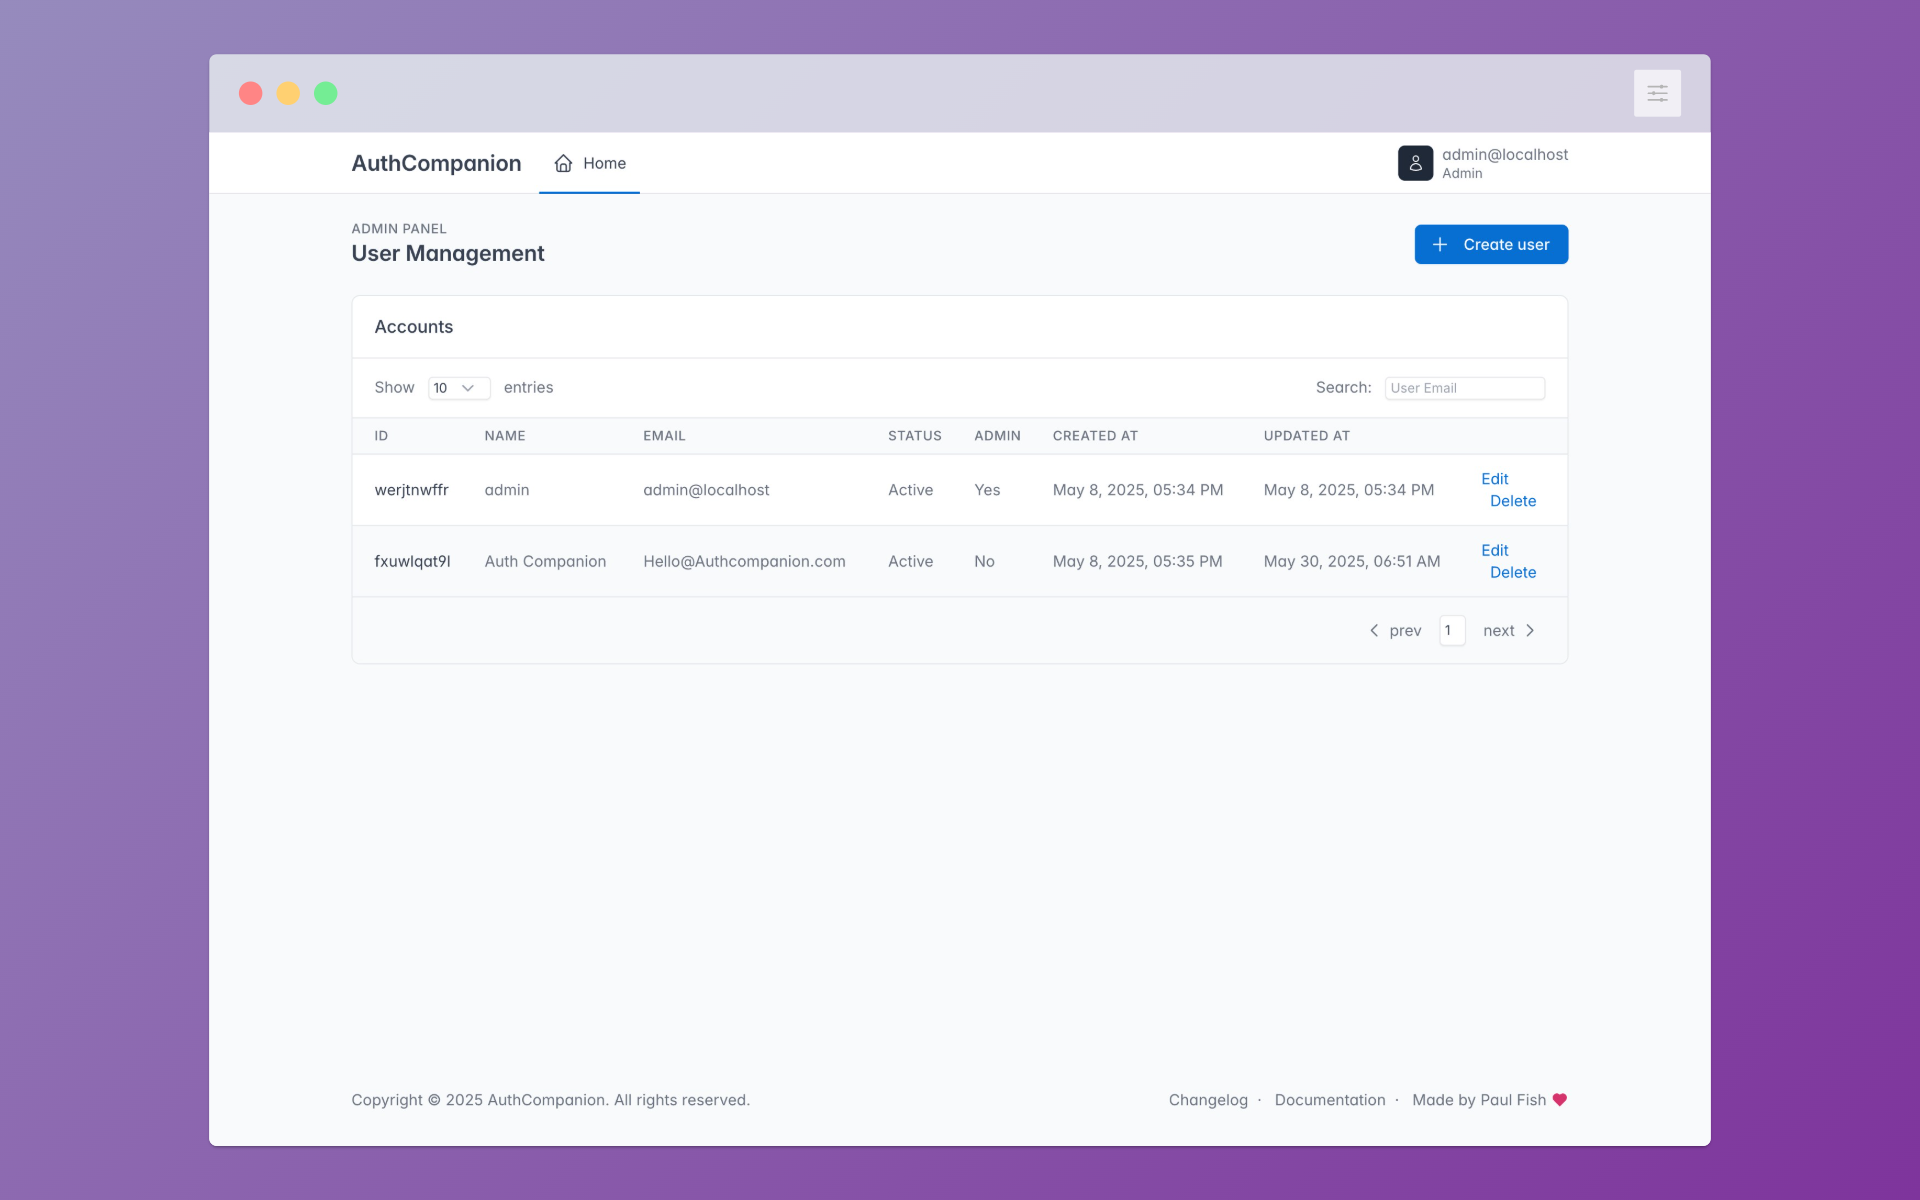 AuthCompanion
Home
admin@localhost
Admin
ADMIN PANEL
User Management
Create user
Accounts
Show 10 entries
Search: User Email
ID NAME EMAIL STATUS ADMIN CREATED AT UPDATED AT
werjtnwffr admin admin@localhost Active Yes May 8, 2025, 05:34 PM May 8, 2025, 05:34 PM Edit
Delete
fxuwlqat9l Auth Companion Hello@Authcompanion.com Active No May 8, 2025, 05:35 PM May 30, 2025, 06:51 AM Edit
Delete
prev 1 next
Copyright © 2025 AuthCompanion. All rights reserved.
Changelog · Documentation · Made by Paul Fish